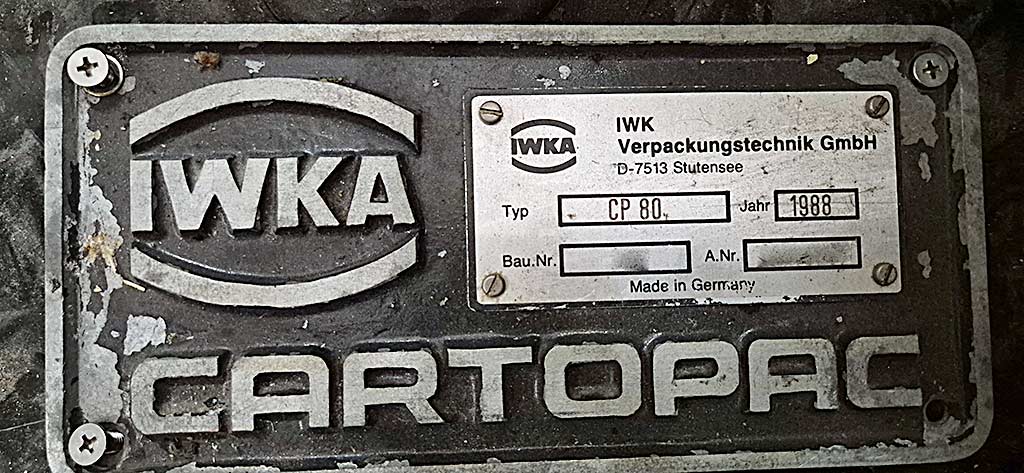 IWKA
IWKA
IWK
Verpackungstechnik GmbH
D-7513 Stutensee
Typ CP 80 Jahr 1988
Bau.Nr. A.Nr.
Made in Germany
CARTOPAC